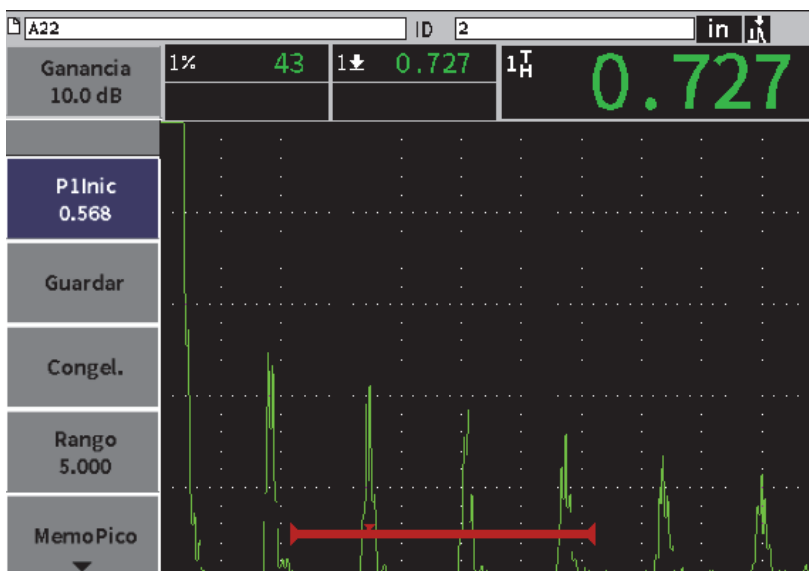 A22 ID 2 in
Ganancia
10.0 dB
1% 43
1 0.727
1 T H 0.727
P1Inic
0.568
Guardar
Congel.
Rango
5.000
MemoPico